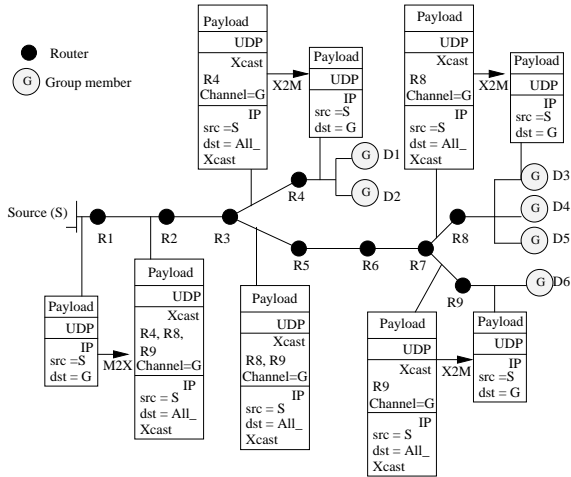 Router
G
Group member
Payload
UDP
Xcast
R4
Channel=G
IP
src =S
dst = All_
Xcast
X2M
Payload
UDP
IP
src =S
dst = G
Payload
UDP
Xcast
R8
Channel=G
IP
src =S
dst = All_
Xcast
X2M
Payload
UDP
IP
src =S
dst = G
G
D1
G
D2
R4
G
D3
G
D4
G
D5
R8
Source (S)
R1
R2
R3
R5
R6
R7
R9
G
D6
Payload
UDP
IP
src =S
dst = G
M2X
Payload
UDP
Xcast
R4, R8,
R9
Channel=G
IP
src = S
dst = All_
Xcast
Payload
UDP
Xcast
R8, R9
Channel=G
IP
src = S
dst = All_
Xcast
Payload
UDP
Xcast
R9
Channel=G
IP
src = S
dst = All_
Xcast
X2M
Payload
UDP
IP
src =S
dst = G